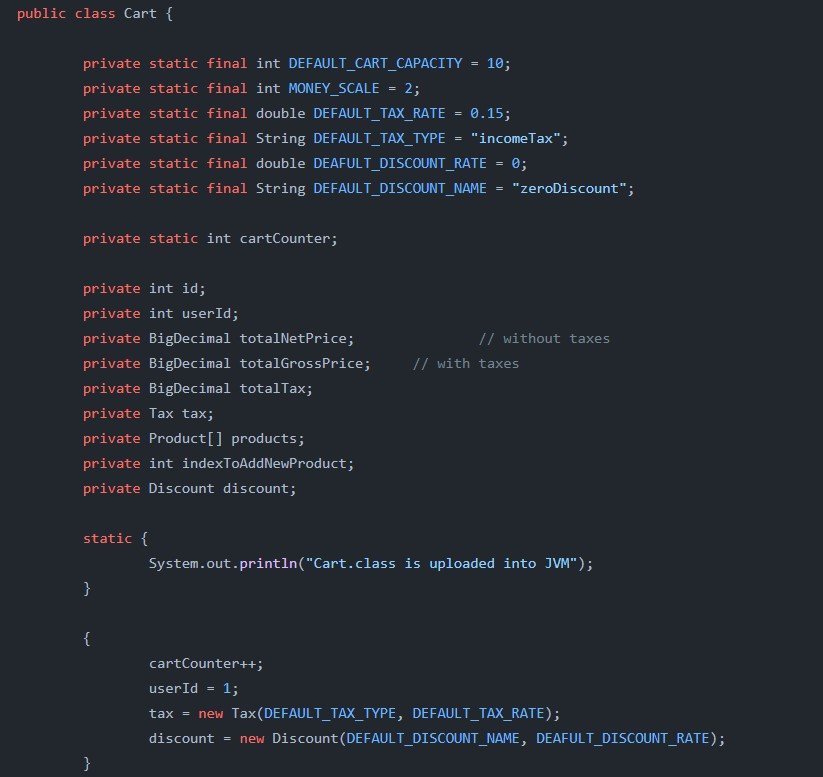 public class Cart {
private static final int DEFAULT_CART_CAPACITY = 10;
private static final int MONEY_SCALE = 2;
private static final double DEFAULT_TAX_RATE = 0.15;
private static final String DEFAULT_TAX_TYPE = "incomeTax";
private static final double DEAFULT_DISCOUNT_RATE = 0;
private static final String DEFAULT_DISCOUNT_NAME = "zeroDiscount";
private static int cartCounter;
private int id;
private int userId;
private BigDecimal totalNetPrice; // without taxes
private BigDecimal totalGrossPrice; // with taxes
private BigDecimal totalTax;
private Tax tax;
private Product[] products;
private int indexToAddNewProduct;
private Discount discount;
static {
System.out.println("Cart.class is uploaded into JVM");
}
{
cartCounter++;
userId = 1;
tax = new Tax(DEFAULT_TAX_TYPE, DEFAULT_TAX_RATE);
discount = new Discount(DEFAULT_DISCOUNT_NAME, DEAFULT_DISCOUNT_RATE);
}